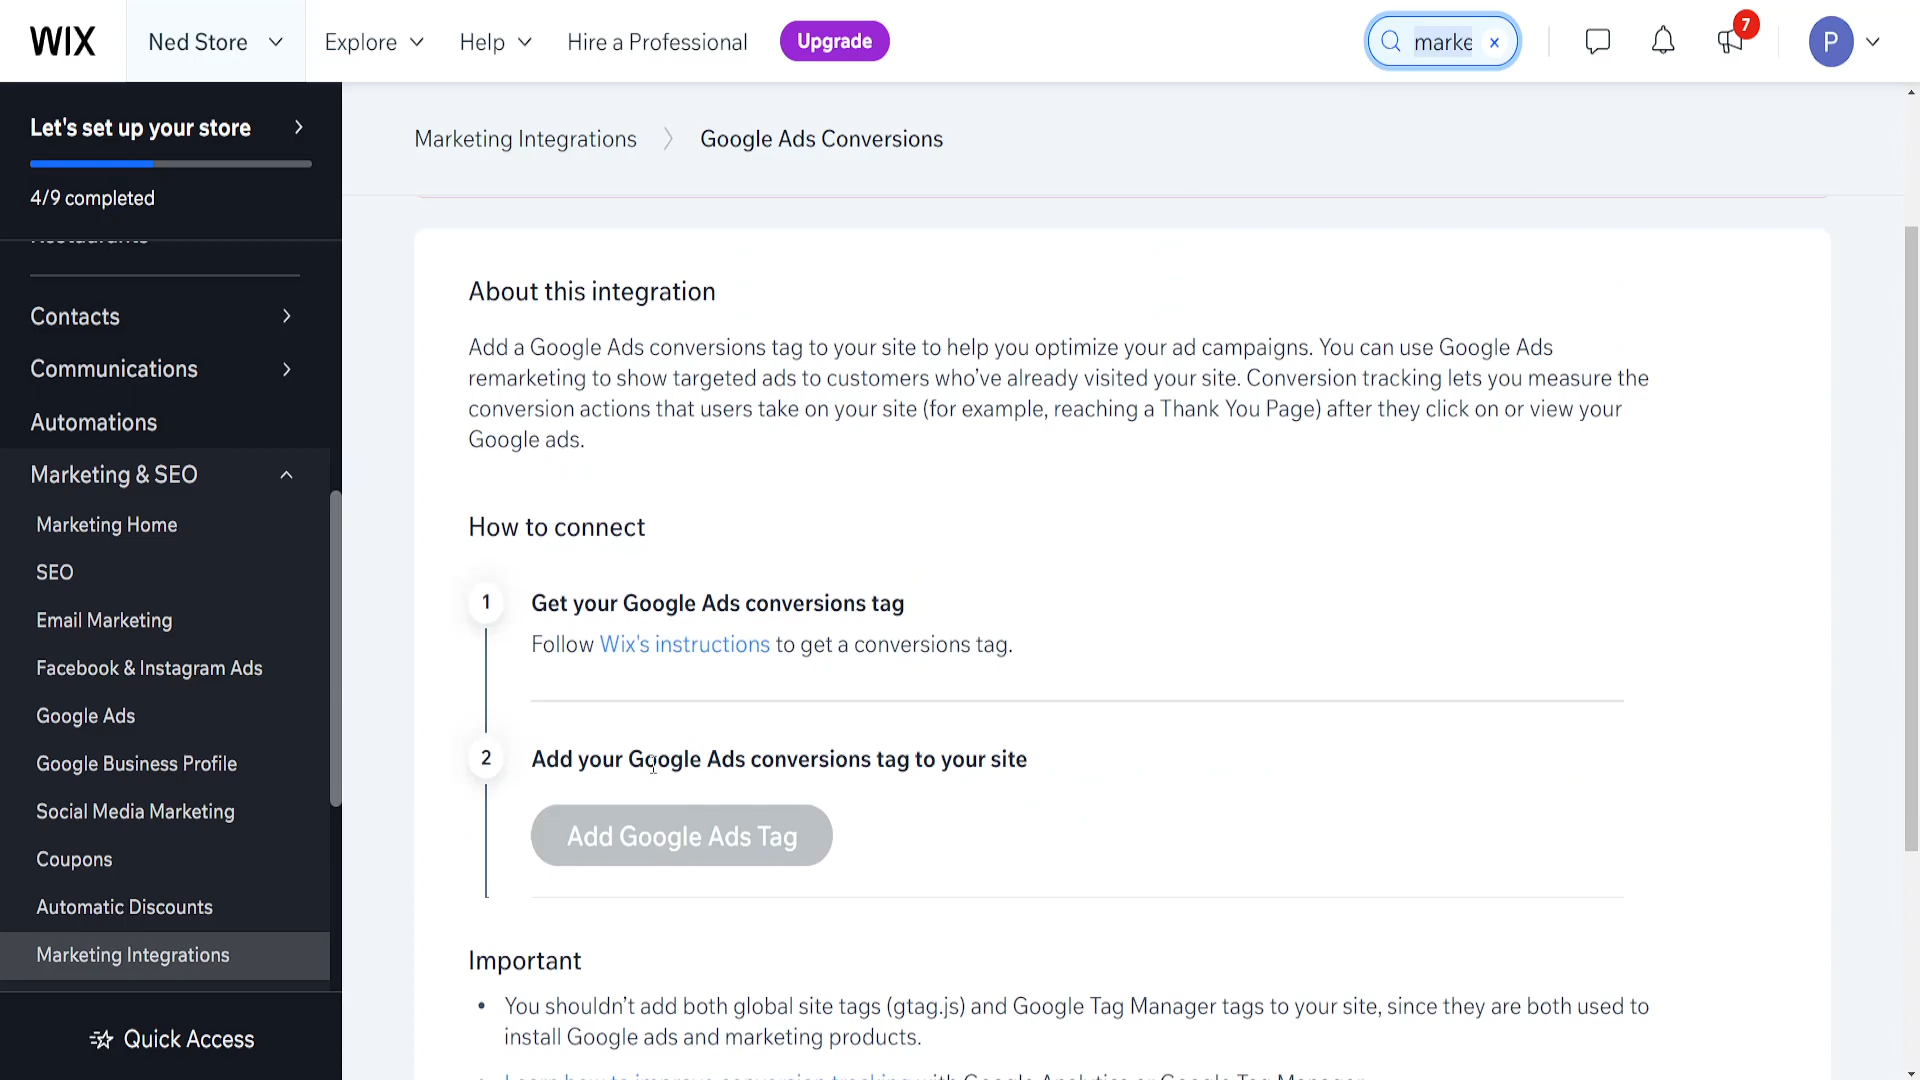 WIX
Ned Store
Explore
Help
Hire a Professional
Upgrade
marke
7
P
Let's set up your store
4/9 completed
Contacts
Communications
Automations
Marketing & SEO
Marketing Home
SEO
Email Marketing
Facebook & Instagram Ads
Google Ads
Google Business Profile
Social Media Marketing
Coupons
Automatic Discounts
Marketing Integrations
Quick Access
Marketing Integrations
Google Ads Conversions
About this integration
Add a Google Ads conversions tag to your site to help you optimize your ad campaigns. You can use Google Ads
remarketing to show targeted ads to customers who've already visited your site. Conversion tracking lets you measure the
conversion actions that users take on your site (for example, reaching a Thank You Page) after they click on or view your
Google ads.
How to connect
1
Get your Google Ads conversions tag
Follow Wix's instructions to get a conversions tag.
2
Add your Google Ads conversions tag to your site
Add Google Ads Tag
Important
• You shouldn't add both global site tags (gtag.js) and Google Tag Manager tags to your site, since they are both used to
install Google ads and marketing products.